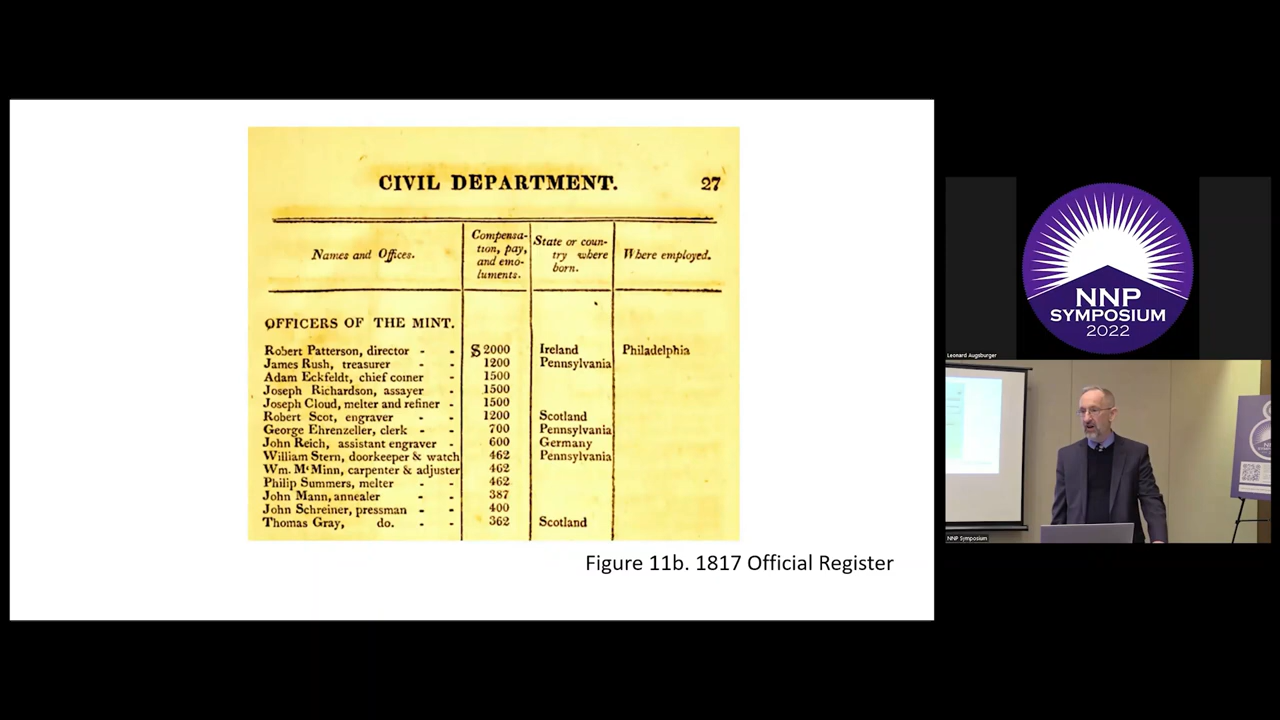 CIVIL DEPARTMENT. 27
Names and Offices.
Compensa-
tion, pay,
and emo-
luments.
State or coun-
try where
born.
Where employed.
OFFICERS OF THE MINT.
Robert Patterson, director - - $ 2000 Ireland Philadelphia
James Rush, treasurer - - 1200 Pennsylvania
Adam Eckfeldt, chief coiner - 1500
Joseph Richardson, assayer - 1500
Joseph Cloud, melter and refiner - 1500
Robert Scot, engraver - - 1200 Scotland
George Ehrenzeller, clerk - - 700 Pennsylvania
John Reich, assistant engraver - 600 Germany
William Stern, doorkeeper & watch 462 Pennsylvania
Wm. M'Minn, carpenter & adjuster 462
Philip Summers, melter - - 462
John Mann, annealer - - 387
John Schreiner, pressman - - 400
Thomas Gray, do. - - 362 Scotland
Figure 11b. 1817 Official Register
NNP
SYMPOSIUM
2022
Leonard Augsburger
NNP Symposium